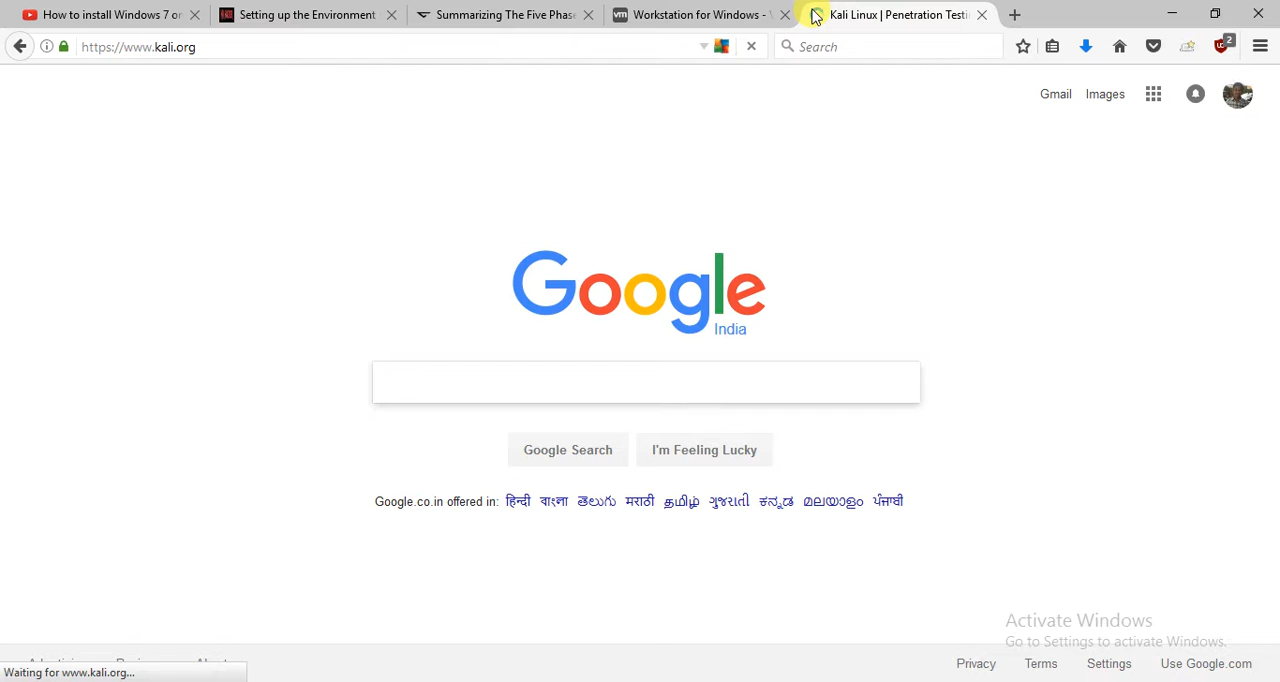 How to install Windows 7 or
Setting up the Environment
Summarizing The Five Phase
vm Workstation for Windows - V
Kali Linux | Penetration Testi
https://www.kali.org
Search
2
Gmail Images
Google
India
Google Search
I'm Feeling Lucky
Google.co.in offered in: हिन्दी বাংলা తెలుగు मराठी தமிழ் ગુજરાતી ಕನ್ನಡ മലയാളം ਪੰਜਾਬੀ
Activate Windows
Go to Settings to activate Windows.
Waiting for www.kali.org...
Privacy Terms Settings Use Google.com